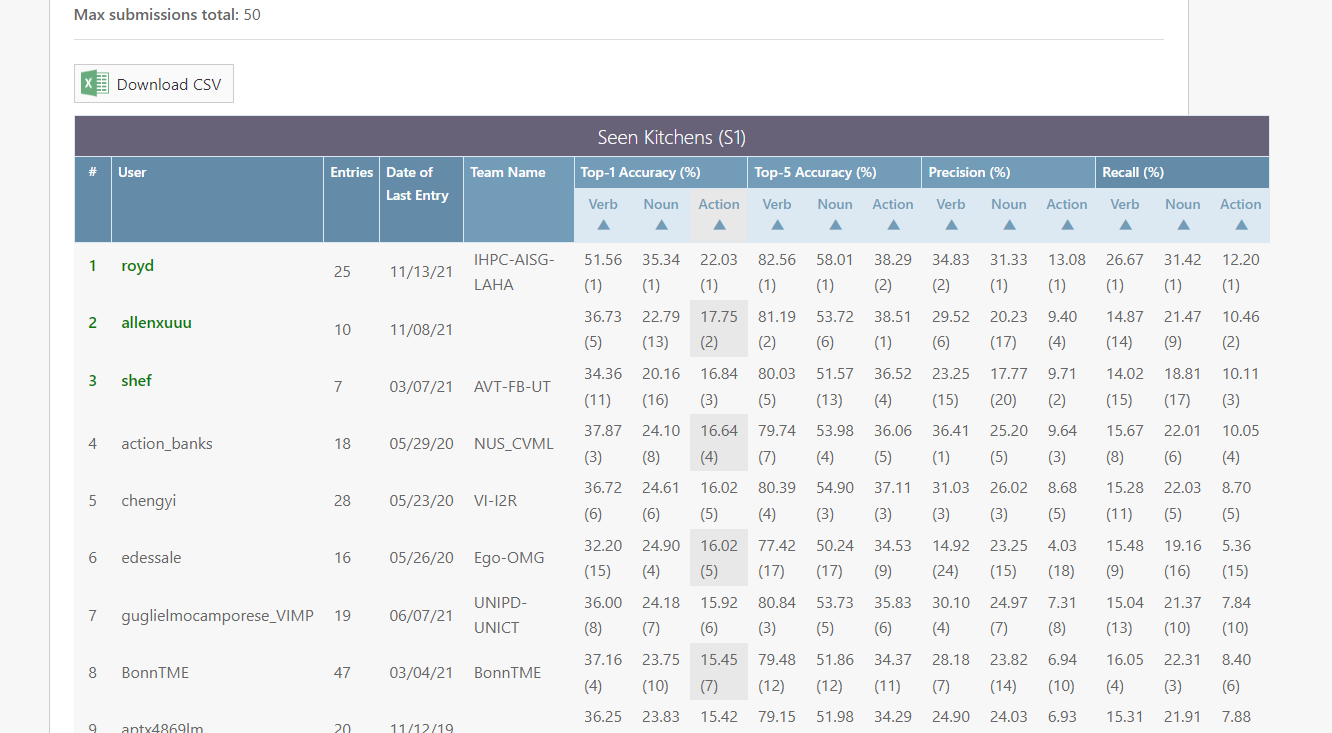 Max submissions total: 50
Download CSV
Seen Kitchens (S1)
# User Entries Date of Last Entry Team Name Top-1 Accuracy (%) Top-5 Accuracy (%) Precision (%) Recall (%)
Verb Noun Action Verb Noun Action Verb Noun Action Verb Noun Action
▲ ▲ ▲ ▲ ▲ ▲ ▲ ▲ ▲ ▲ ▲ ▲
1 royd 25 11/13/21 IHPC-AISG-LAHA 51.56 35.34 22.03 82.56 58.01 38.29 34.83 31.33 13.08 26.67 31.42 12.20
(1) (1) (1) (1) (1) (2) (2) (1) (1) (1) (1) (1)
2 allenxuuu 10 11/08/21 36.73 22.79 17.75 81.19 53.72 38.51 29.52 20.23 9.40 14.87 21.47 10.46
(5) (13) (2) (2) (6) (1) (6) (17) (4) (14) (9) (2)
3 shef 7 03/07/21 AVT-FB-UT 34.36 20.16 16.84 80.03 51.57 36.52 23.25 17.77 9.71 14.02 18.81 10.11
(11) (16) (3) (5) (13) (4) (15) (20) (2) (15) (17) (3)
4 action_banks 18 05/29/20 NUS_CVML 37.87 24.10 16.64 79.74 53.98 36.06 36.41 25.20 9.64 15.67 22.01 10.05
(3) (8) (4) (7) (4) (5) (1) (5) (3) (8) (6) (4)
5 chengyi 28 05/23/20 VI-I2R 36.72 24.61 16.02 80.39 54.90 37.11 31.03 26.02 8.68 15.28 22.03 8.70
(6) (6) (5) (4) (3) (3) (3) (3) (5) (11) (5) (5)
6 edessale 16 05/26/20 Ego-OMG 32.20 24.90 16.02 77.42 50.24 34.53 14.92 23.25 4.03 15.48 19.16 5.36
(15) (4) (5) (17) (17) (9) (24) (15) (18) (9) (16) (15)
7 guglielmocamporese_VIMP 19 06/07/21 UNIPD-UNICT 36.00 24.18 15.92 80.84 53.73 35.83 30.10 24.97 7.31 15.04 21.37 7.84
(8) (7) (6) (3) (5) (6) (4) (7) (8) (13) (10) (10)
8 BonnTME 47 03/04/21 BonnTME 37.16 23.75 15.45 79.48 51.86 34.37 28.18 23.82 6.94 16.05 22.31 8.40
(4) (10) (7) (12) (12) (11) (7) (14) (10) (4) (3) (6)
9 aptx4869lm 20 11/12/19 36.25 23.83 15.42 79.15 51.98 34.29 24.90 24.03 6.93 15.31 21.91 7.88